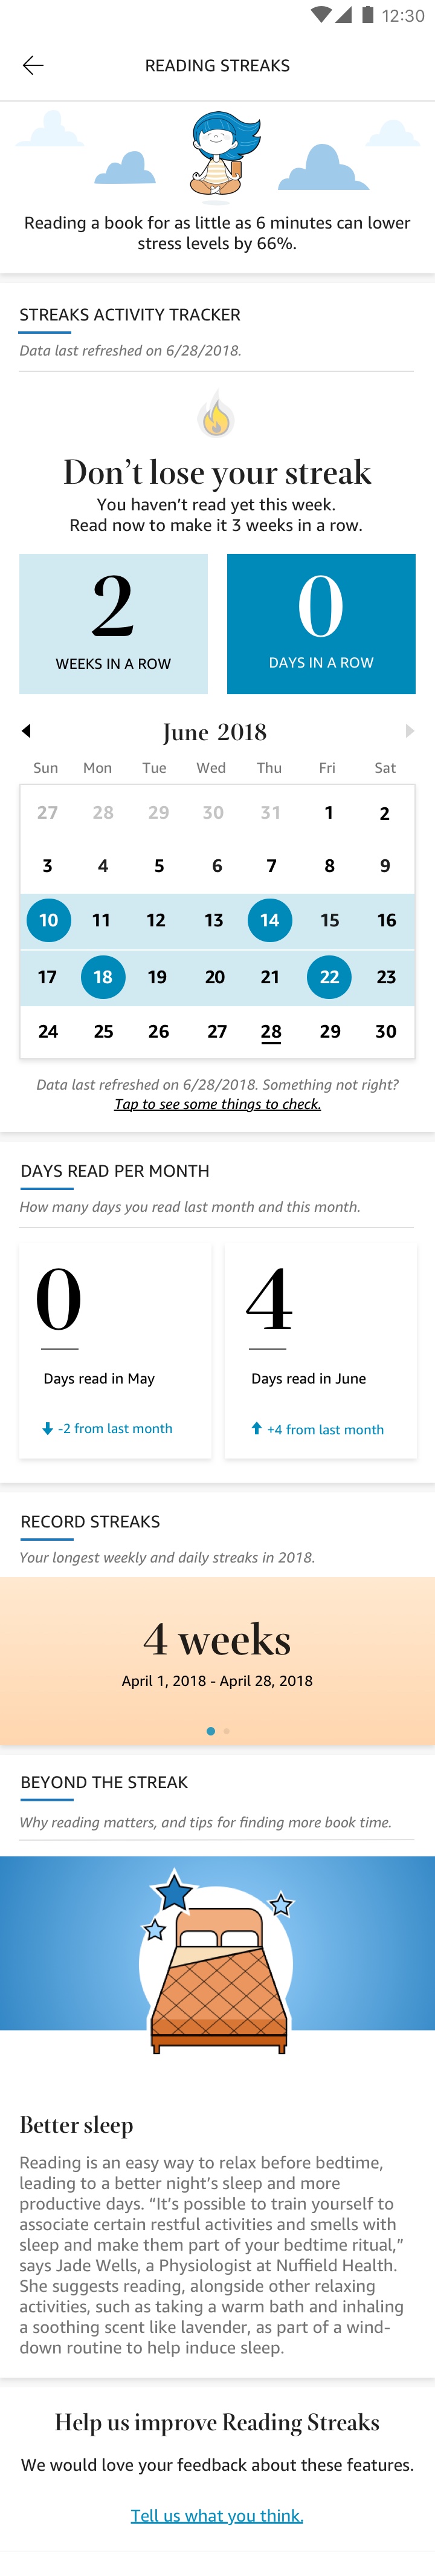 12:30
READING STREAKS
Reading a book for as little as 6 minutes can lower
stress levels by 66%.
STREAKS ACTIVITY TRACKER
Data last refreshed on 6/28/2018.
Don’t lose your streak
You haven’t read yet this week.
Read now to make it 3 weeks in a row.
2
WEEKS IN A ROW
0
DAYS IN A ROW
June 2018
Sun Mon Tue Wed Thu Fri Sat
27 28 29 30 31 1 2
3 4 5 6 7 8 9
10 11 12 13 14 15 16
17 18 19 20 21 22 23
24 25 26 27 28 29 30
Data last refreshed on 6/28/2018. Something not right?
Tap to see some things to check.
DAYS READ PER MONTH
How many days you read last month and this month.
0
Days read in May
-2 from last month
4
Days read in June
+4 from last month
RECORD STREAKS
Your longest weekly and daily streaks in 2018.
4 weeks
April 1, 2018 - April 28, 2018
BEYOND THE STREAK
Why reading matters, and tips for finding more book time.
Better sleep
Reading is an easy way to relax before bedtime,
leading to a better night’s sleep and more
productive days. “It’s possible to train yourself to
associate certain restful activities and smells with
sleep and make them part of your bedtime ritual,”
says Jade Wells, a Physiologist at Nuffield Health.
She suggests reading, alongside other relaxing
activities, such as taking a warm bath and inhaling
a soothing scent like lavender, as part of a wind-
down routine to help induce sleep.
Help us improve Reading Streaks
We would love your feedback about these features.
Tell us what you think.